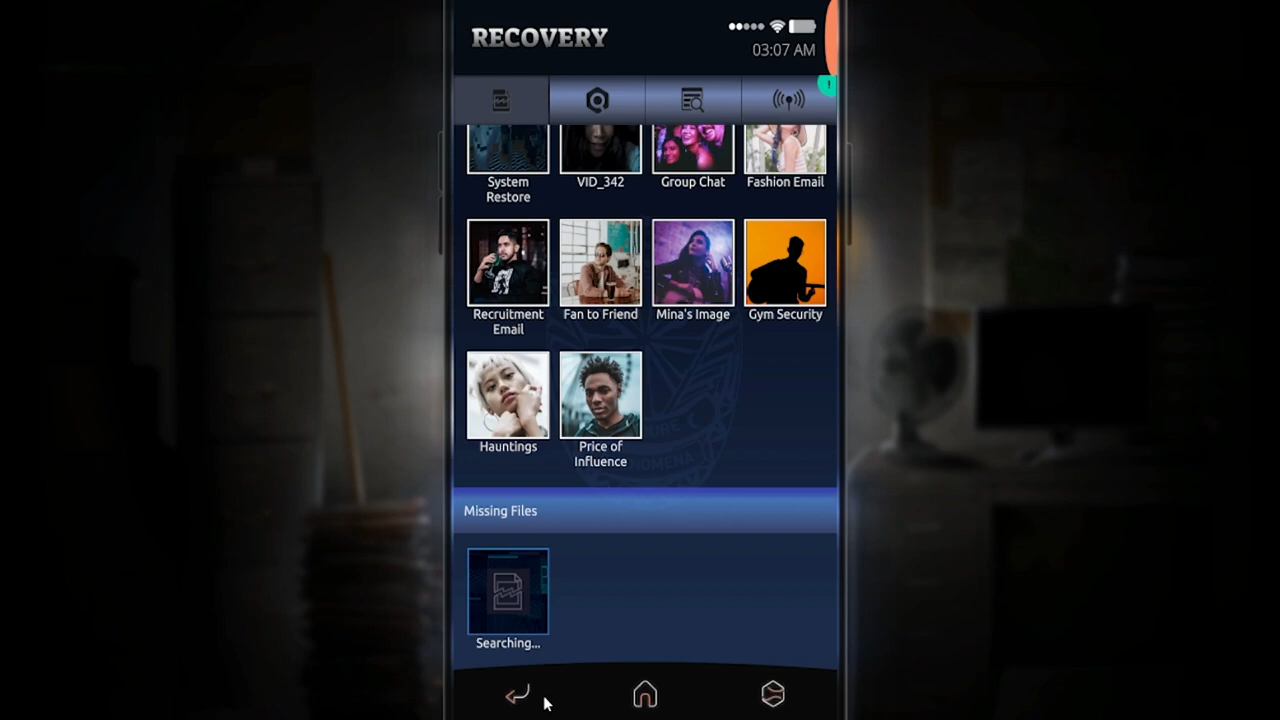 RECOVERY
03:07 AM
System Restore
VID_342
Group Chat
Fashion Email
Recruitment Email
Fan to Friend
Mina's Image
Gym Security
Hauntings
Price of Influence
Missing Files
Searching...